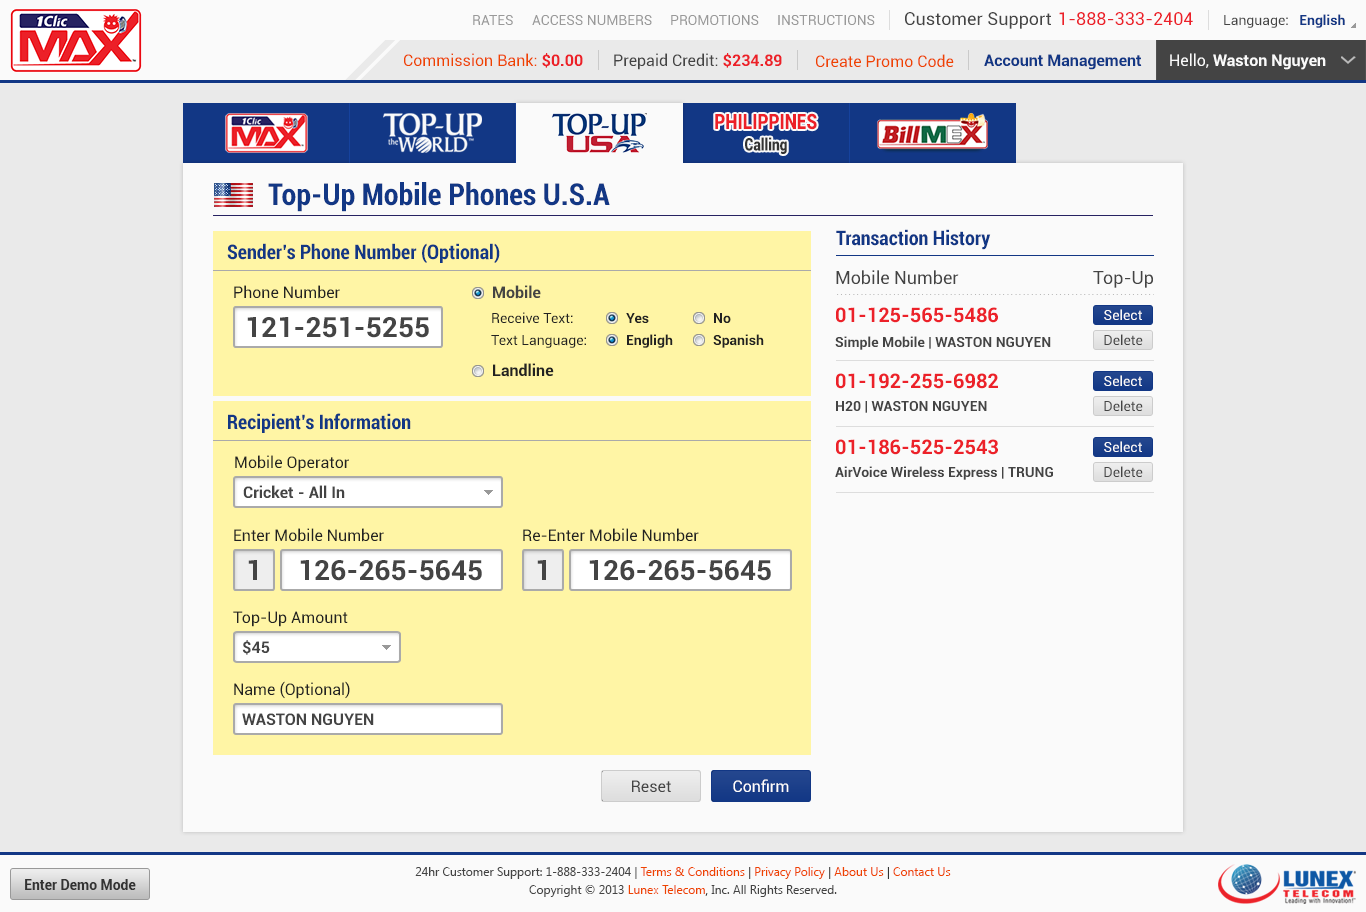 1Clic
MAX
RATES ACCESS NUMBERS PROMOTIONS INSTRUCTIONS Customer Support 1-888-333-2404 Language: English
Commission Bank: $0.00 Prepaid Credit: $234.89 Create Promo Code Account Management Hello, Waston Nguyen
1Clic
MAX
TOP-UP
the WORLD™
TOP-UP
USA
PHILIPPINES
Calling
BillMEX
Top-Up Mobile Phones U.S.A
Sender's Phone Number (Optional)
Phone Number
121-251-5255
Mobile
Receive Text: Yes No
Text Language: Engligh Spanish
Landline
Recipient's Information
Mobile Operator
Cricket - All In
Enter Mobile Number Re-Enter Mobile Number
1 126-265-5645 1 126-265-5645
Top-Up Amount
$45
Name (Optional)
WASTON NGUYEN
Reset Confirm
Transaction History
Mobile Number Top-Up
01-125-565-5486 Select
Simple Mobile | WASTON NGUYEN Delete
01-192-255-6982 Select
H20 | WASTON NGUYEN Delete
01-186-525-2543 Select
AirVoice Wireless Express | TRUNG Delete
Enter Demo Mode
24hr Customer Support: 1-888-333-2404 | Terms & Conditions | Privacy Policy | About Us | Contact Us
Copyright © 2013 Lunex Telecom, Inc. All Rights Reserved.
LUNEX
TELECOM
Leading with Innovation!